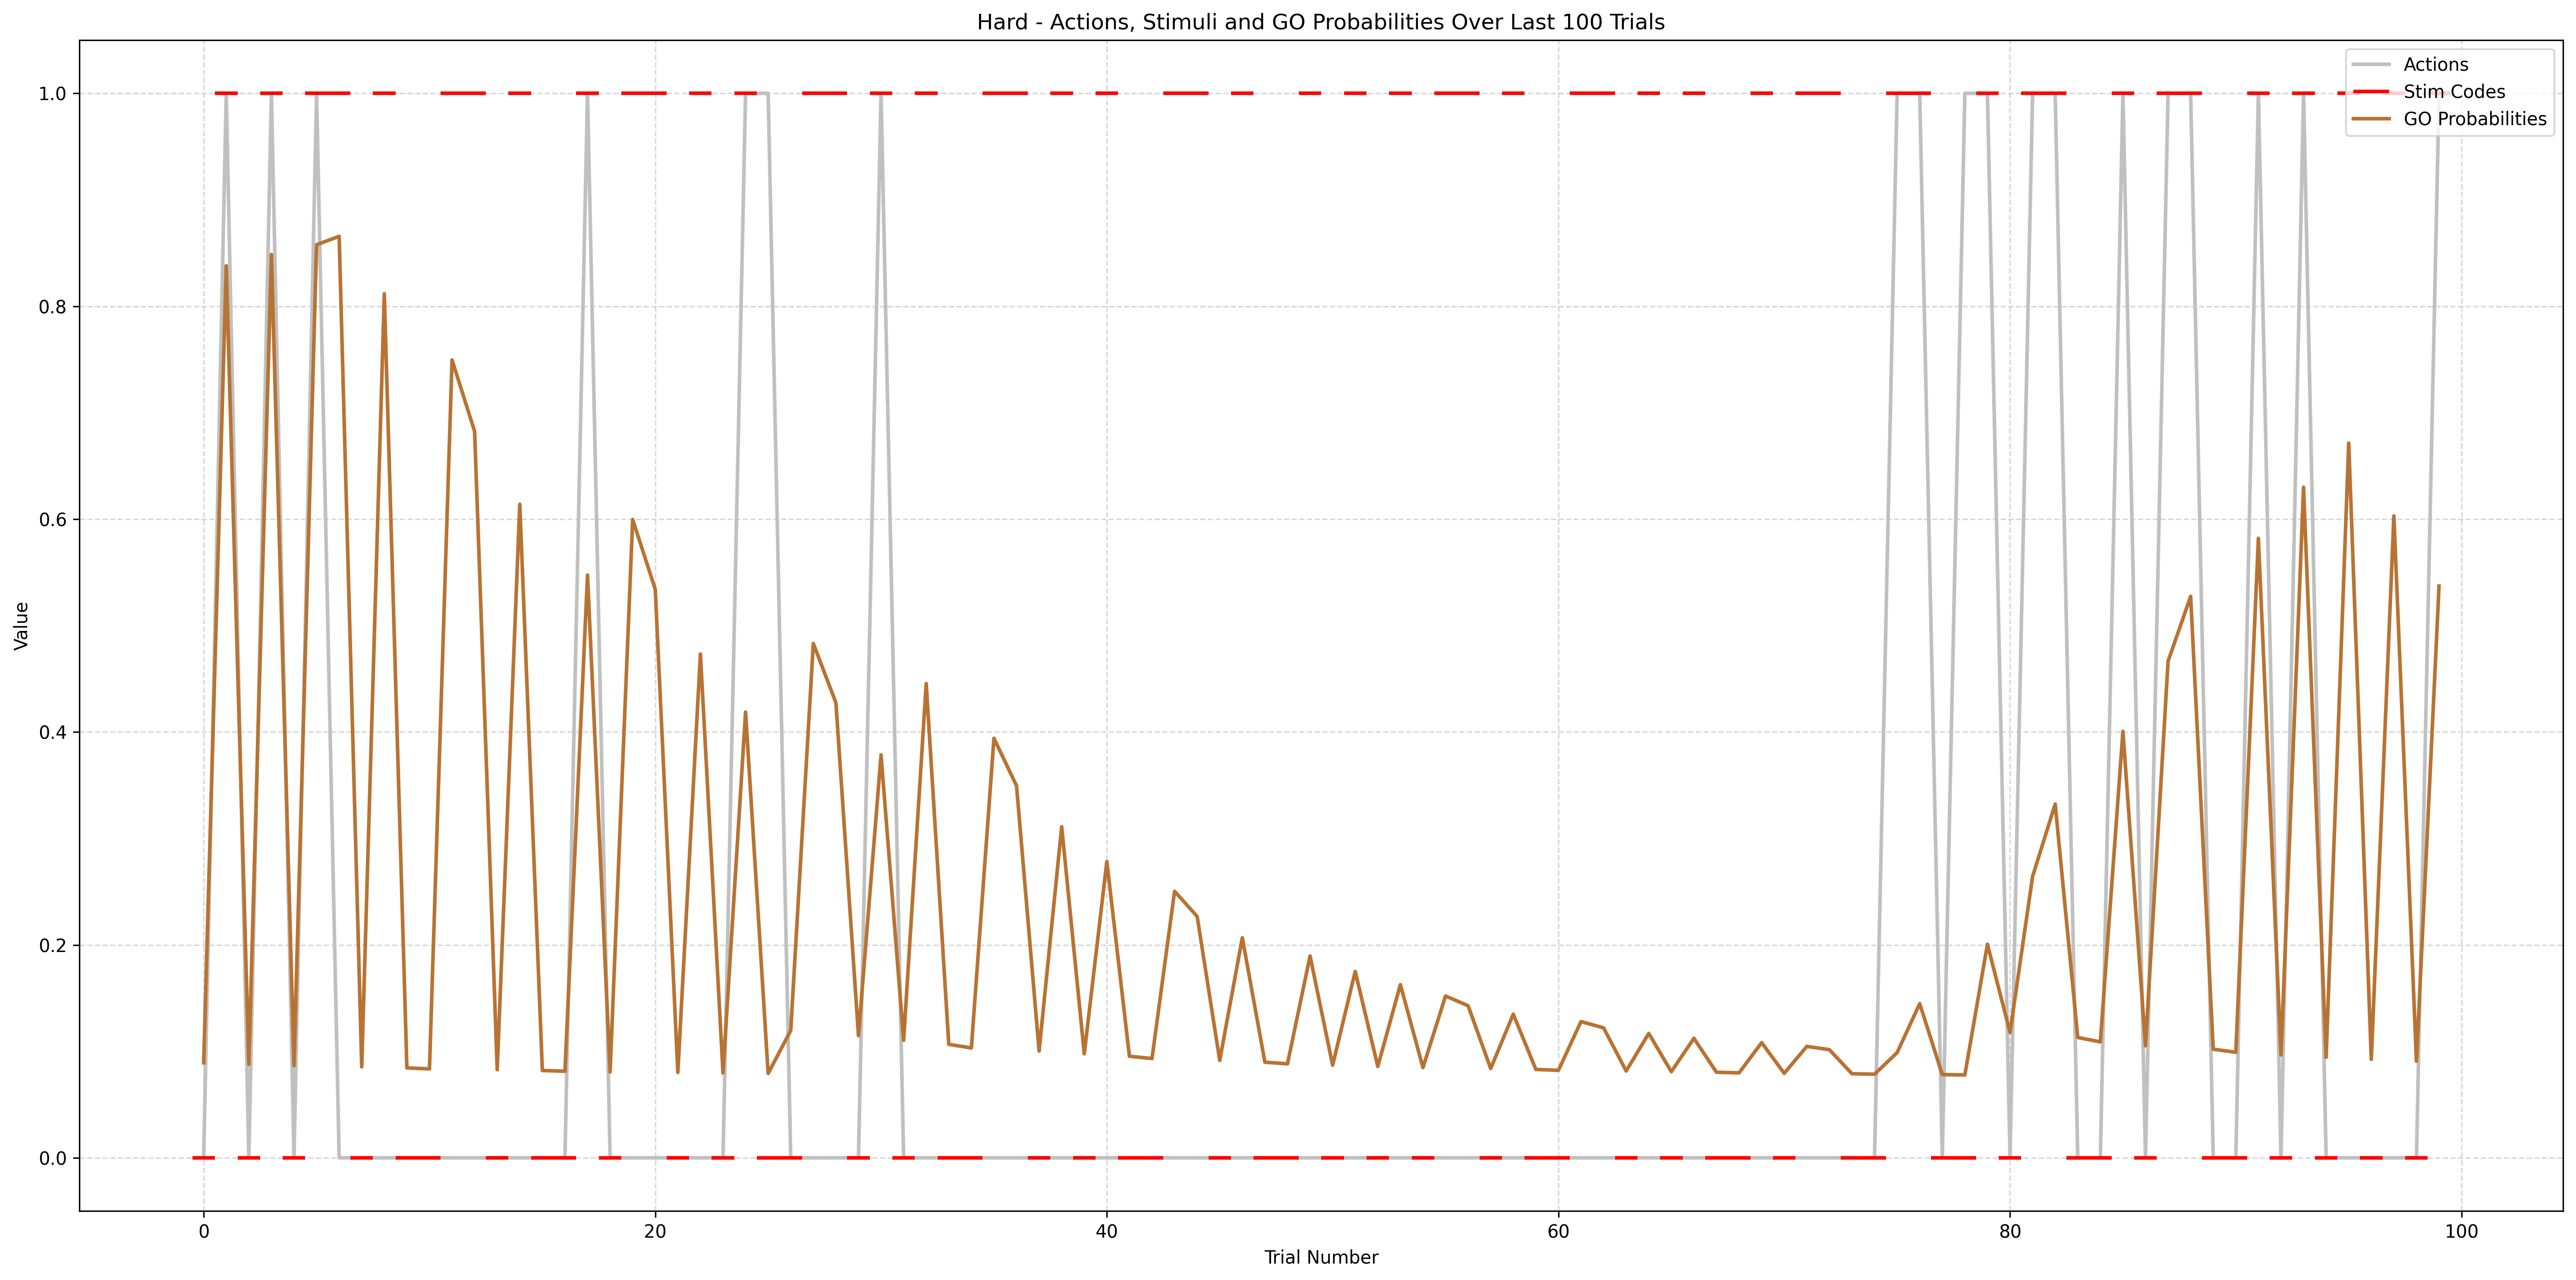 Hard - Actions, Stimuli and GO Probabilities Over Last 100 Trials
Actions
Stim Codes
GO Probabilities
Value
1.0
0.8
0.6
0.4
0.2
0.0
0 20 40 60 80 100
Trial Number